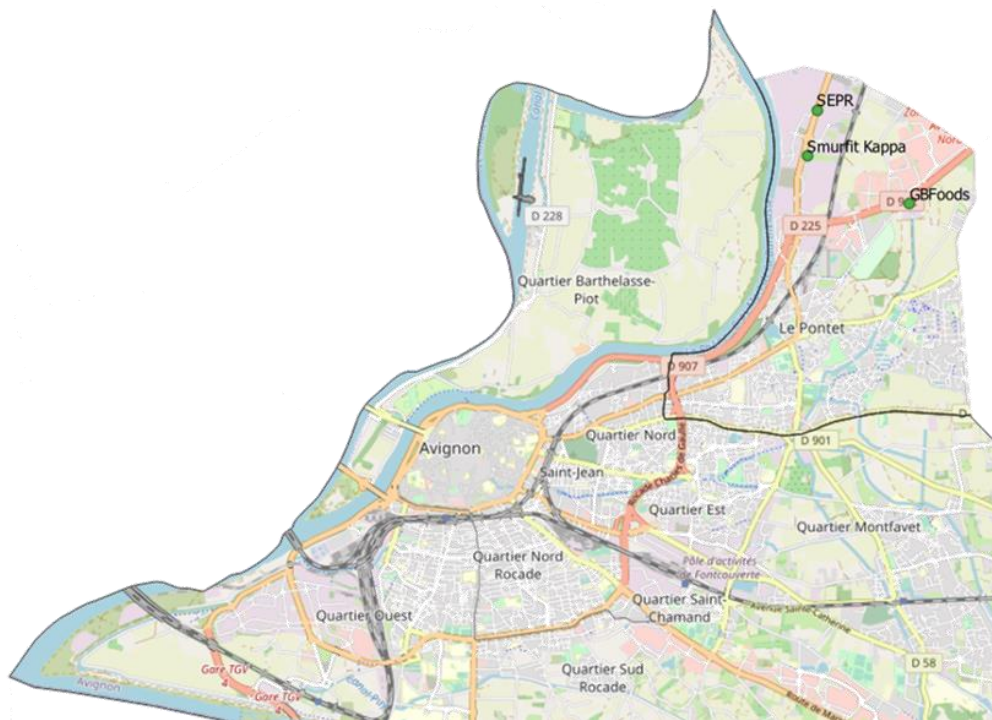 SEPR
Smurfit Kappa
GBFoods
D 228
D 225
Quartier Barthelasse-
Piot
Le Pontet
D 907
Quartier Nord
D 901
Avignon
Saint-Jean
Rocade Charles de Gaulle
Quartier Est
Quartier Montfavet
Quartier Nord
Rocade
Pôle d'activités
de Fontcouverte
Quartier Ouest
Quartier Saint-
Chamand
Avenue Sainte-Catherine
Gare TGV
4
Gare TGV
4
Quartier Sud
Rocade
D 58
Avignon